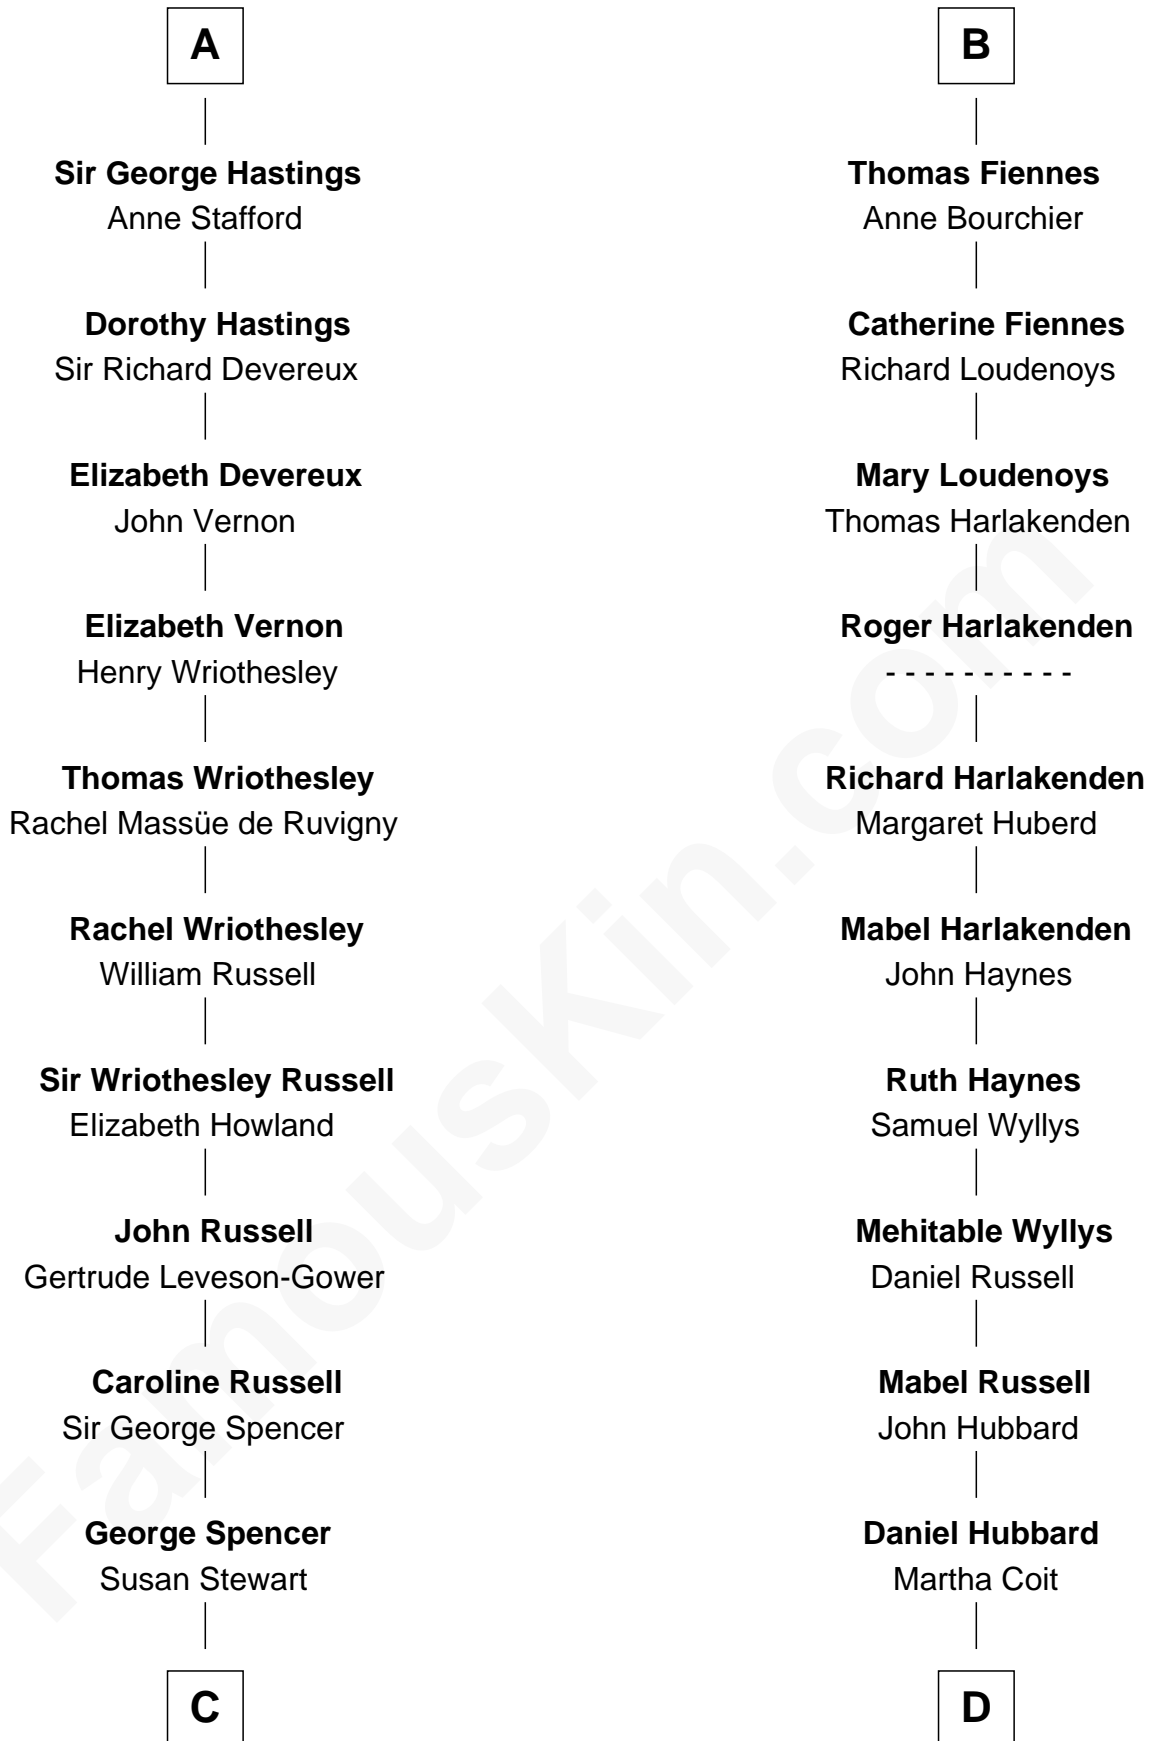 A
Sir George Hastings
Anne Stafford
Dorothy Hastings
Sir Richard Devereux
Elizabeth Devereux
John Vernon
Elizabeth Vernon
Henry Wriothesley
Thomas Wriothesley
Rachel Massüe de Ruvigny
Rachel Wriothesley
William Russell
Sir Wriothesley Russell
Elizabeth Howland
John Russell
Gertrude Leveson-Gower
Caroline Russell
Sir George Spencer
George Spencer
Susan Stewart
C
B
Thomas Fiennes
Anne Bourchier
Catherine Fiennes
Richard Loudenoys
Mary Loudenoys
Thomas Harlakenden
Roger Harlakenden
- - - - - - - - - -
Richard Harlakenden
Margaret Huberd
Mabel Harlakenden
John Haynes
Ruth Haynes
Samuel Wyllys
Mehitable Wyllys
Daniel Russell
Mabel Russell
John Hubbard
Daniel Hubbard
Martha Coit
D
FamousKin.com